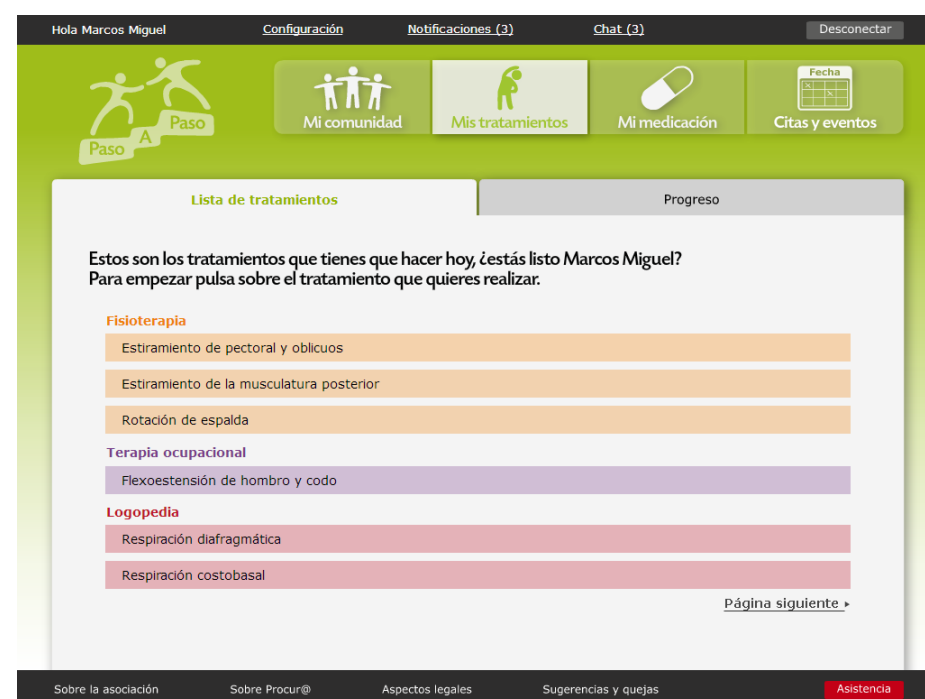 Hola Marcos Miguel Configuración Notificaciones (3) Chat (3) Desconectar
Paso A Paso
Mi comunidad Mis tratamientos Mi medicación Fecha Citas y eventos
Lista de tratamientos Progreso
Estos son los tratamientos que tienes que hacer hoy, ¿estás listo Marcos Miguel?
Para empezar pulsa sobre el tratamiento que quieres realizar.
Fisioterapia
Estiramiento de pectoral y oblicuos
Estiramiento de la musculatura posterior
Rotación de espalda
Terapia ocupacional
Flexoestensión de hombro y codo
Logopedia
Respiración diafragmática
Respiración costobasal
Página siguiente
Sobre la asociación Sobre Procur@ Aspectos legales Sugerencias y quejas Asistencia